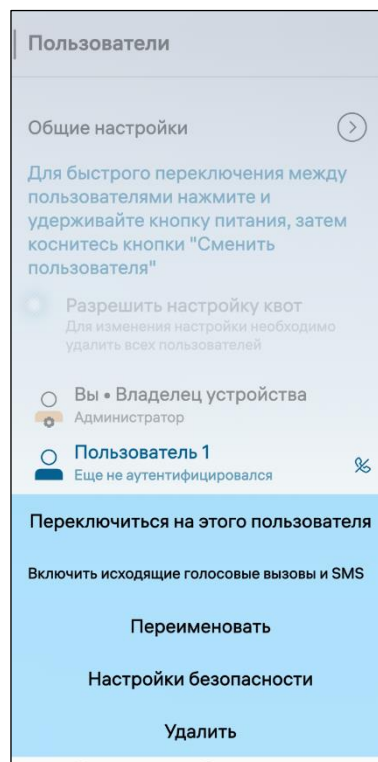 Пользователи
Общие настройки
Для быстрого переключения между
пользователями нажмите и
удерживайте кнопку питания, затем
коснитесь кнопки "Сменить
пользователя"
Разрешить настройку квот
Для изменения настройки необходимо
удалить всех пользователей
Вы • Владелец устройства
Администратор
Пользователь 1
Еще не аутентифицировался
Переключиться на этого пользователя
Включить исходящие голосовые вызовы и SMS
Переименовать
Настройки безопасности
Удалить